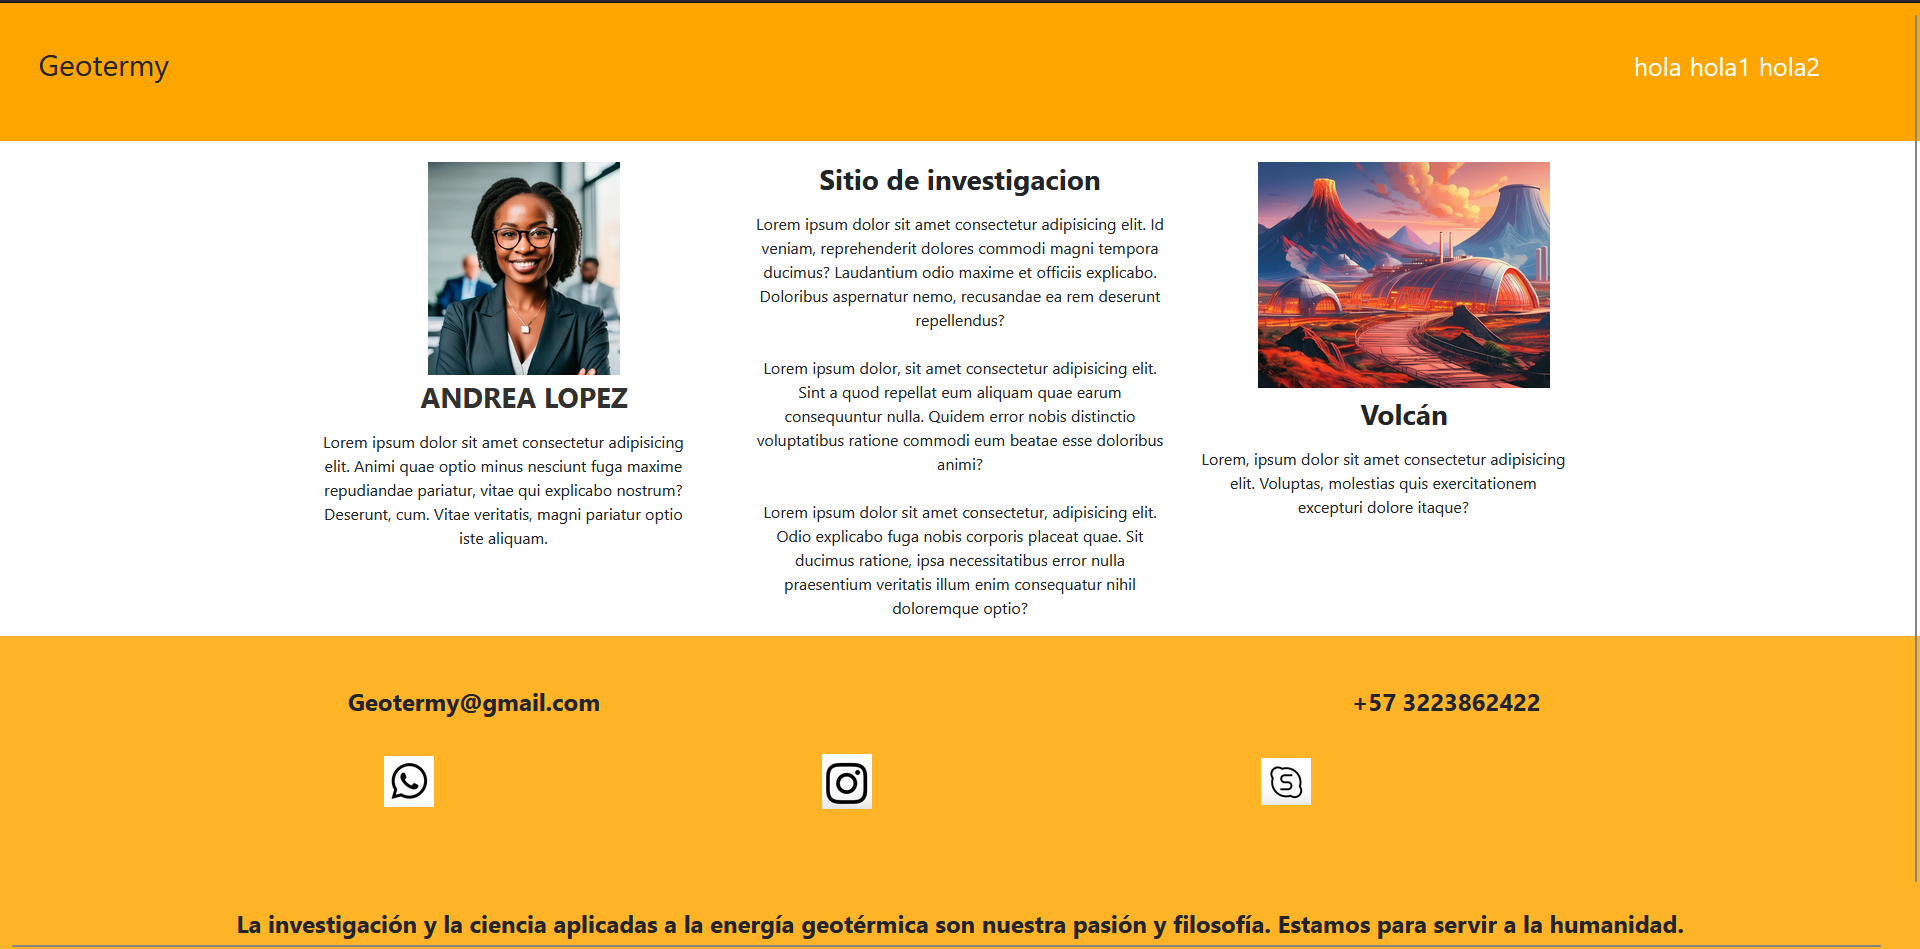 Geotermy
hola hola1 hola2
ANDREA LOPEZ
Lorem ipsum dolor sit amet consectetur adipisicing
elit. Animi quae optio minus nesciunt fuga maxime
repudiandae pariatur, vitae qui explicabo nostrum?
Deserunt, cum. Vitae veritatis, magni pariatur optio
iste aliquam.
Sitio de investigacion
Lorem ipsum dolor sit amet consectetur adipisicing elit. Id
veniam, reprehenderit dolores commodi magni tempora
ducimus? Laudantium odio maxime et officiis explicabo.
Doloribus aspernatur nemo, recusandae ea rem deserunt
repellendus?
Lorem ipsum dolor, sit amet consectetur adipisicing elit.
Sint a quod repellat eum aliquam quae earum
consequuntur nulla. Quidem error nobis distinctio
voluptatibus ratione commodi eum beatae esse doloribus
animi?
Lorem ipsum dolor sit amet consectetur, adipisicing elit.
Odio explicabo fuga nobis corporis placeat quae. Sit
ducimus ratione, ipsa necessitatibus error nulla
praesentium veritatis illum enim consequatur nihil
doloremque optio?
Volcán
Lorem, ipsum dolor sit amet consectetur adipisicing
elit. Voluptas, molestias quis exercitationem
excepturi dolore itaque?
Geotermy@gmail.com
+57 3223862422
La investigación y la ciencia aplicadas a la energía geotérmica son nuestra pasión y filosofía. Estamos para servir a la humanidad.